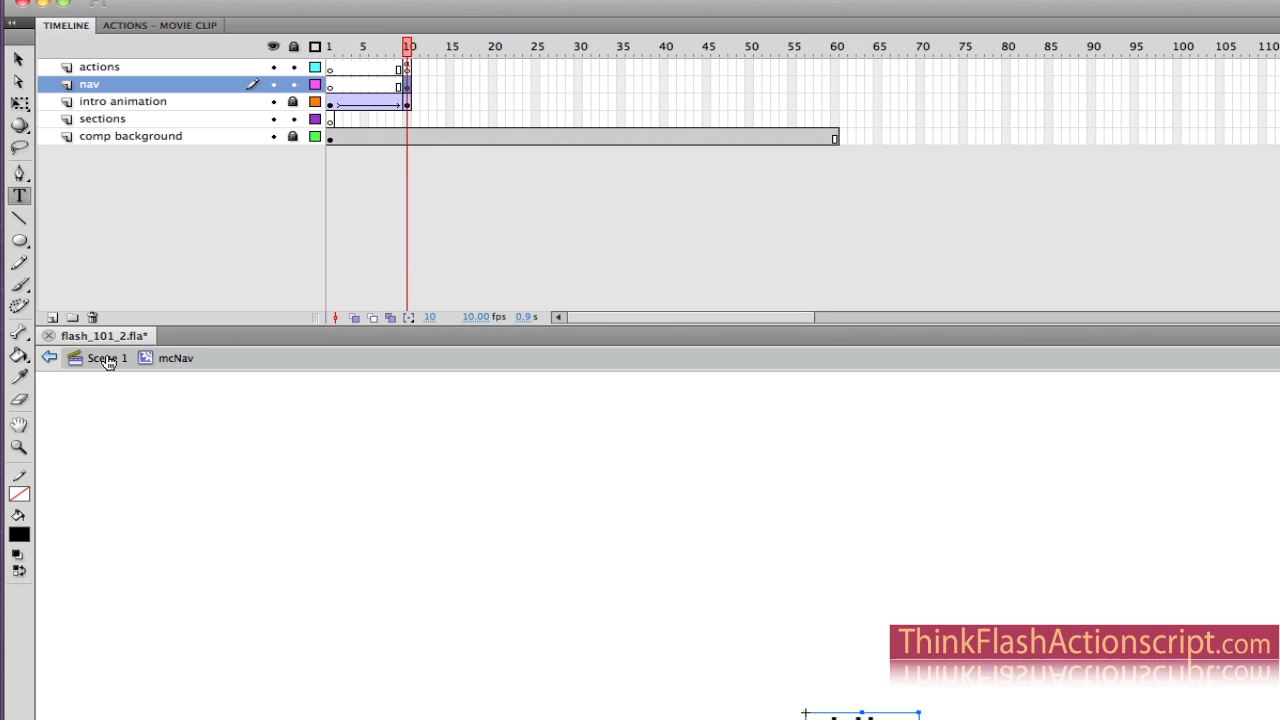 TIMELINE ACTIONS – MOVIE CLIP
1 5 10 15 20 25 30 35 40 45 50 55 60 65 70 75 80 85 90 95 100 105 110
actions
nav
intro animation
sections
comp background
10 10.00 fps 0.9 s
flash_101_2.fla*
Scene 1 mcNav
ThinkFlashActionscript.com